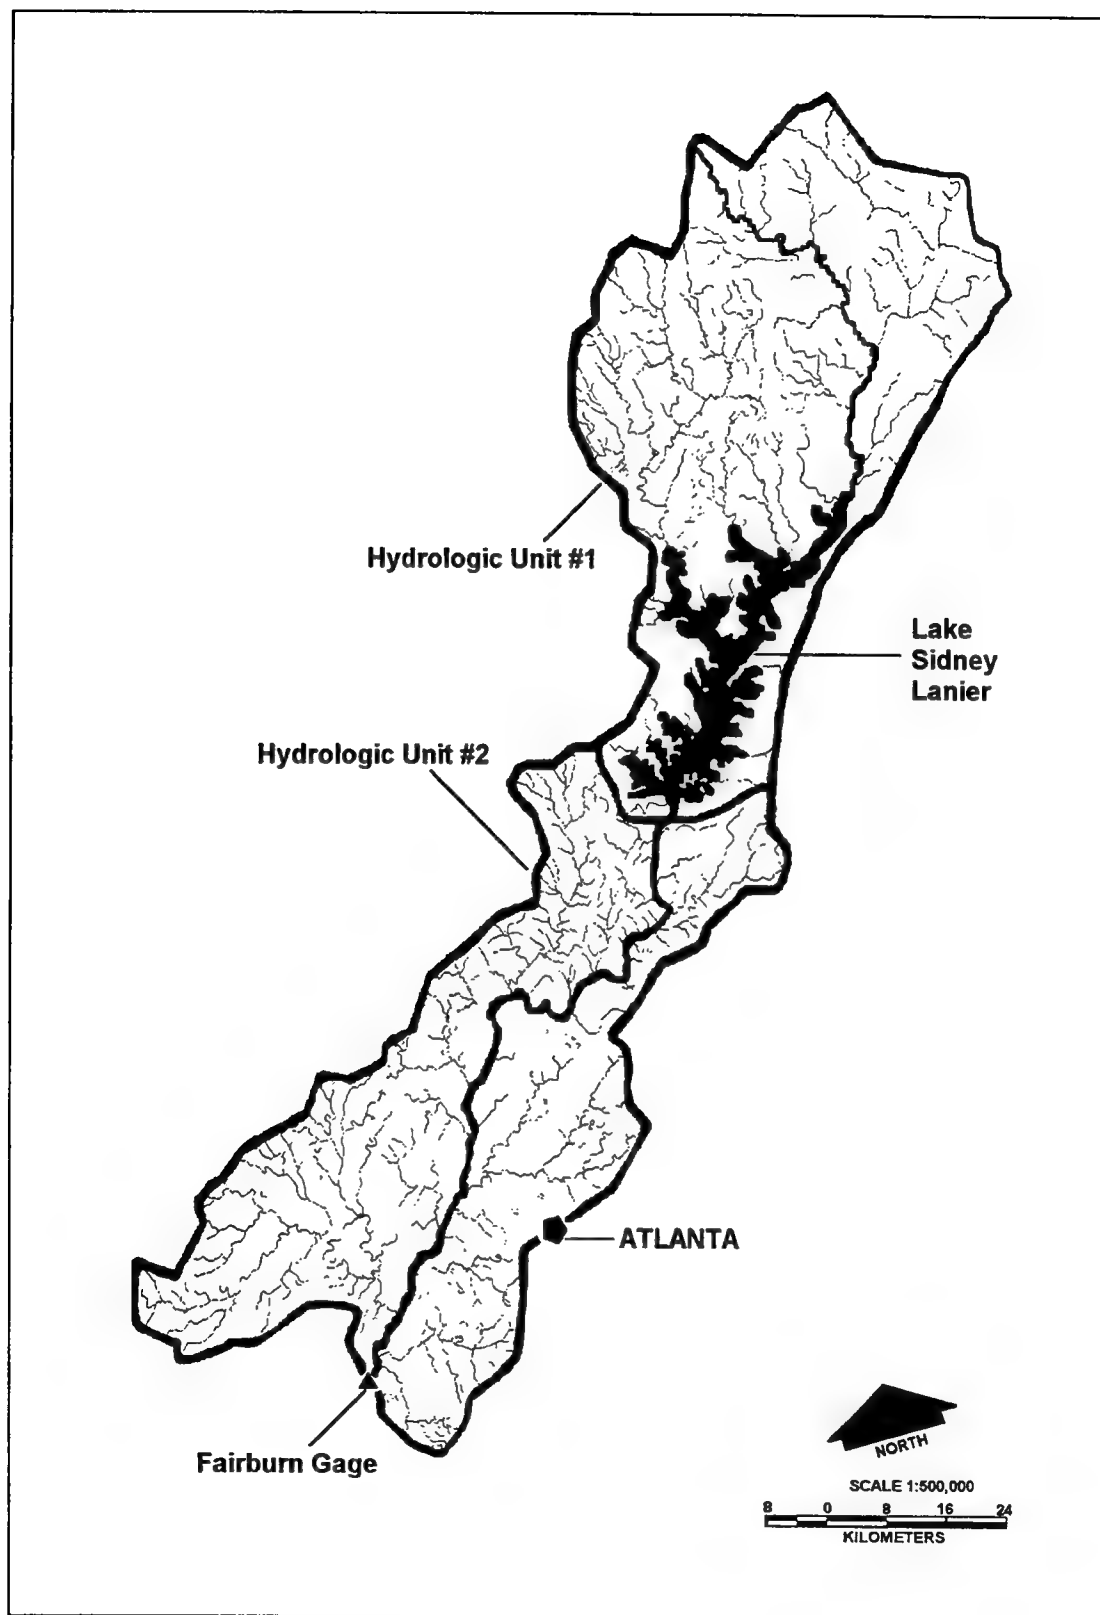 Hydrologic Unit #1
Lake
Sidney
Lanier
Hydrologic Unit #2
ATLANTA
Fairburn Gage
NORTH
SCALE 1:500,000
8 0 8 16 24
KILOMETERS